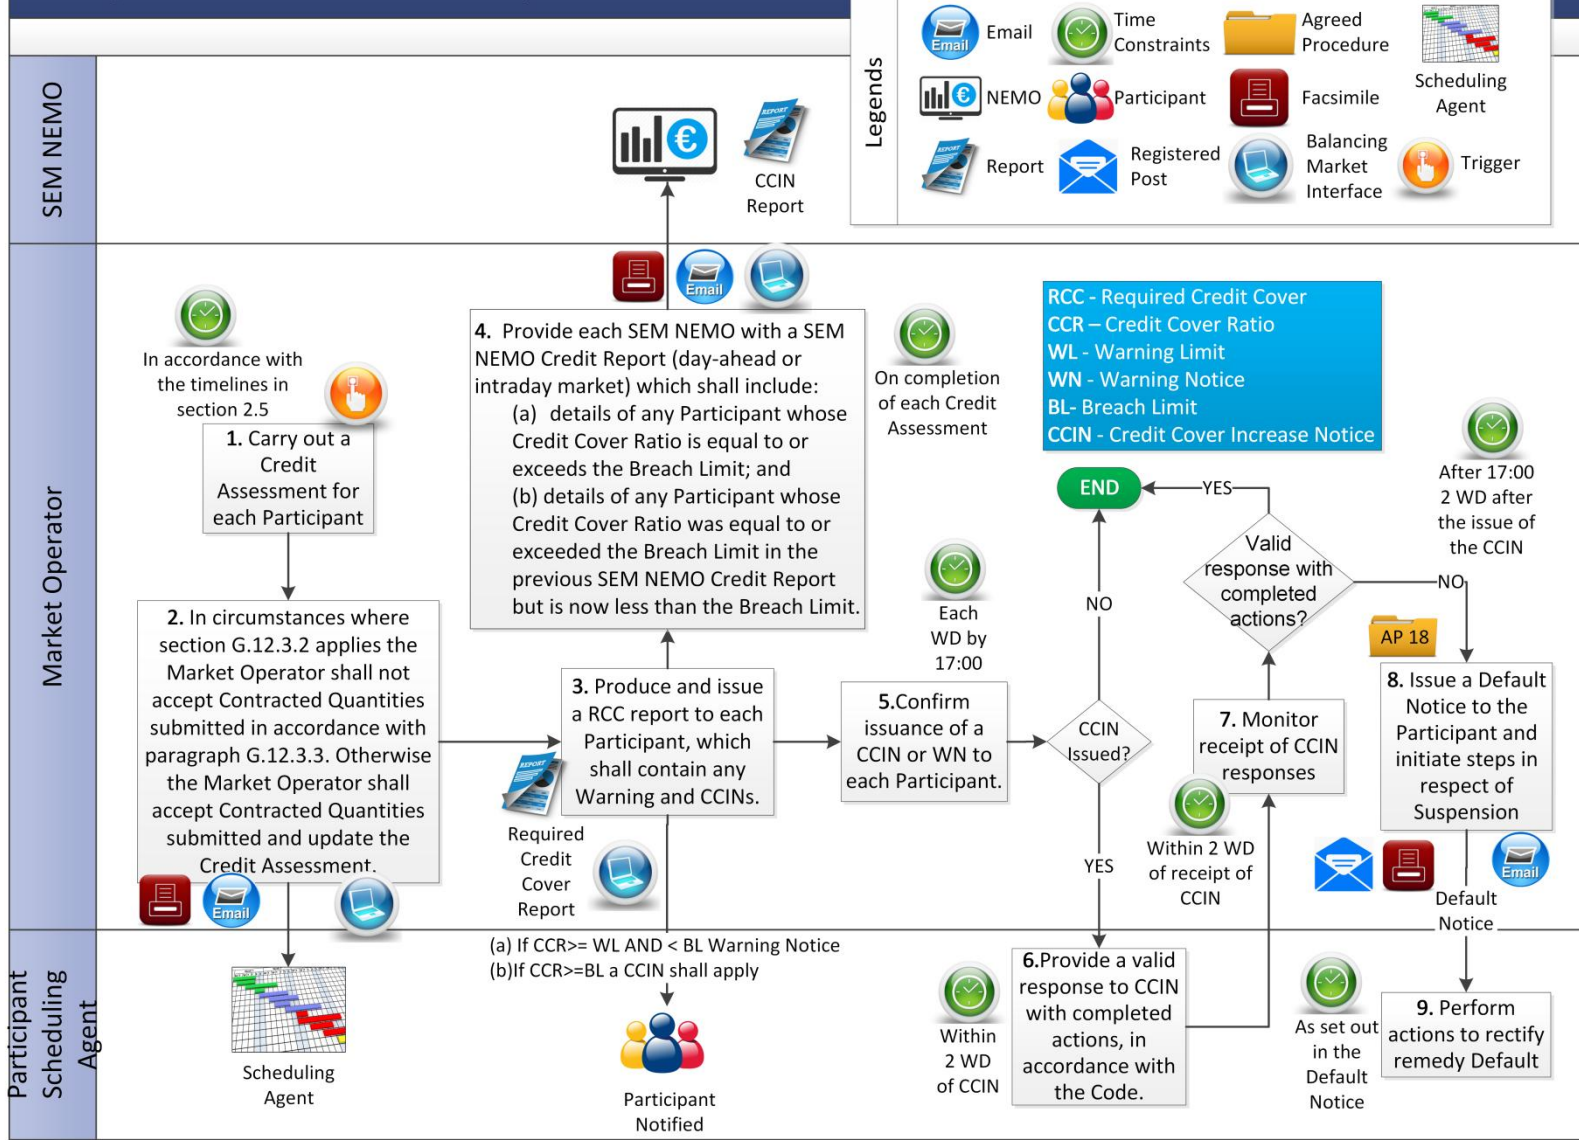 Legends
Email
Time
Constraints
Agreed
Procedure
Scheduling
Agent
NEMO
Participant
Facsimile
Report
Registered
Post
Balancing
Market
Interface
Trigger
Email
€
€
REPORT
REPORT
SEM NEMO
CCIN
Report
Market Operator
In accordance with
the timelines in
section 2.5
1. Carry out a
Credit
Assessment for
each Participant
2. In circumstances where
section G.12.3.2 applies the
Market Operator shall not
accept Contracted Quantities
submitted in accordance with
paragraph G.12.3.3. Otherwise
the Market Operator shall
accept Contracted Quantities
submitted and update the
Credit Assessment.
Email
Email
4. Provide each SEM NEMO with a SEM
NEMO Credit Report (day-ahead or
intraday market) which shall include:
(a) details of any Participant whose
Credit Cover Ratio is equal to or
exceeds the Breach Limit; and
(b) details of any Participant whose
Credit Cover Ratio was equal to or
exceeded the Breach Limit in the
previous SEM NEMO Credit Report
but is now less than the Breach Limit.
On completion
of each Credit
Assessment
3. Produce and issue
a RCC report to each
Participant, which
shall contain any
Warning and CCINs.
REPORT
Required
Credit
Cover
Report
Each
WD by
17:00
5.Confirm
issuance of a
CCIN or WN to
each Participant.
RCC - Required Credit Cover
CCR – Credit Cover Ratio
WL - Warning Limit
WN - Warning Notice
BL- Breach Limit
CCIN - Credit Cover Increase Notice
END
YES
NO
CCIN
Issued?
YES
Valid
response with
completed
actions?
NO
After 17:00
2 WD after
the issue of
the CCIN
AP 18
7. Monitor
receipt of CCIN
responses
Within 2 WD
of receipt of
CCIN
8. Issue a Default
Notice to the
Participant and
initiate steps in
respect of
Suspension
Email
Default
Notice
Participant
Scheduling
Agent
Scheduling
Agent
(a) If CCR>= WL AND < BL Warning Notice
(b)If CCR>=BL a CCIN shall apply
Participant
Notified
Within
2 WD
of CCIN
6.Provide a valid
response to CCIN
with completed
actions, in
accordance with
the Code.
As set out
in the
Default
Notice
9. Perform
actions to rectify
remedy Default